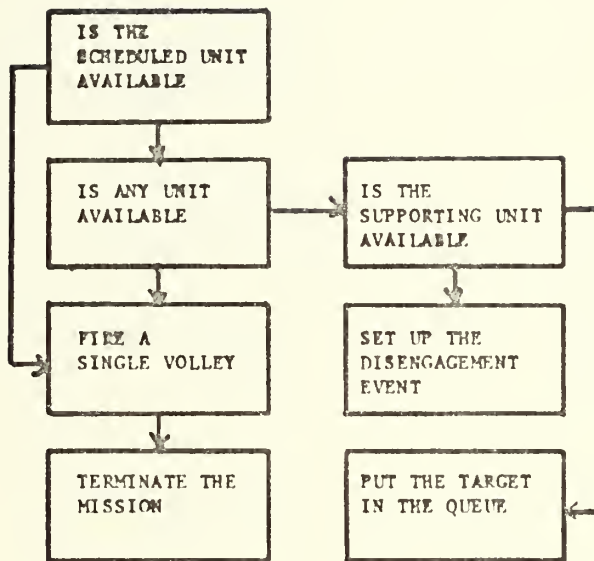 IS THE
SCHEDULED UNIT
AVAILABLE
IS ANY UNIT
AVAILABLE
IS THE
SUPPORTING UNIT
AVAILABLE
FIRE A
SINGLE VOLLEY
SET UP THE
DISENGAGEMENT
EVENT
TERMINATE THE
MISSION
PUT THE TARGET
IN THE QUEUE